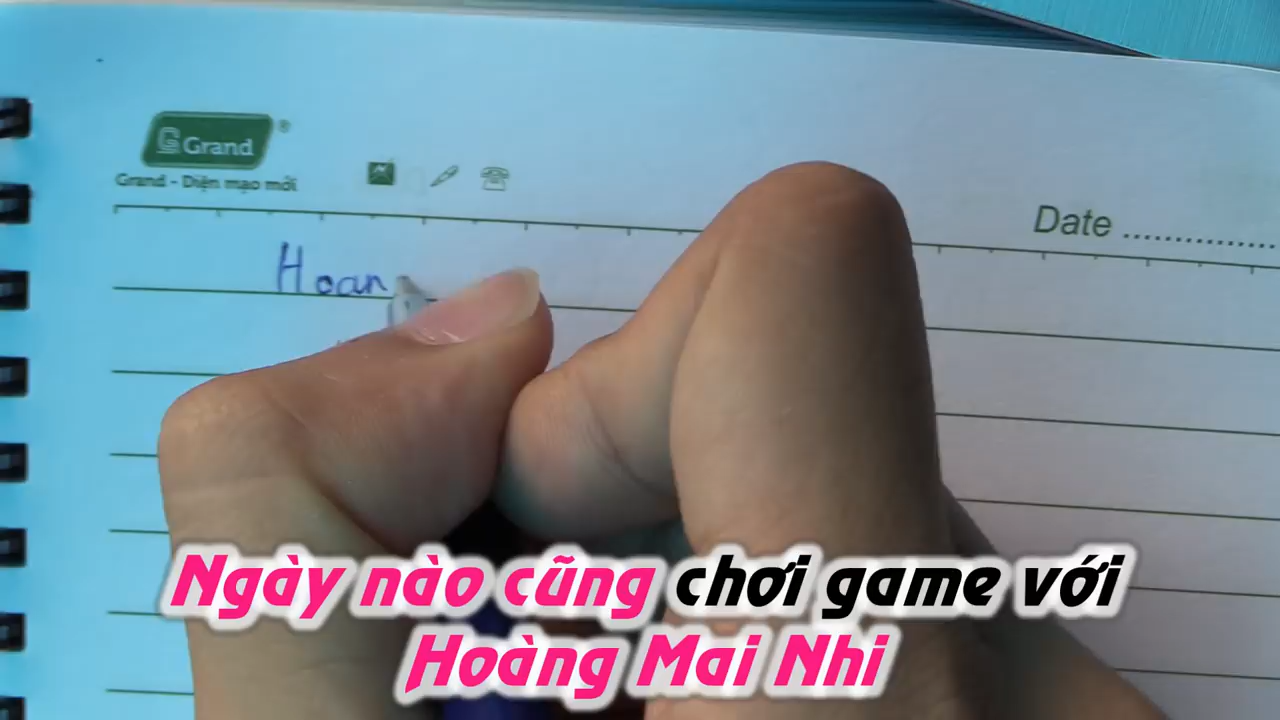 Grand®
Grand - Diện mạo mới
Date ................
Hoan
Ngày nào cũng chơi game với
Hoàng Mai Nhi